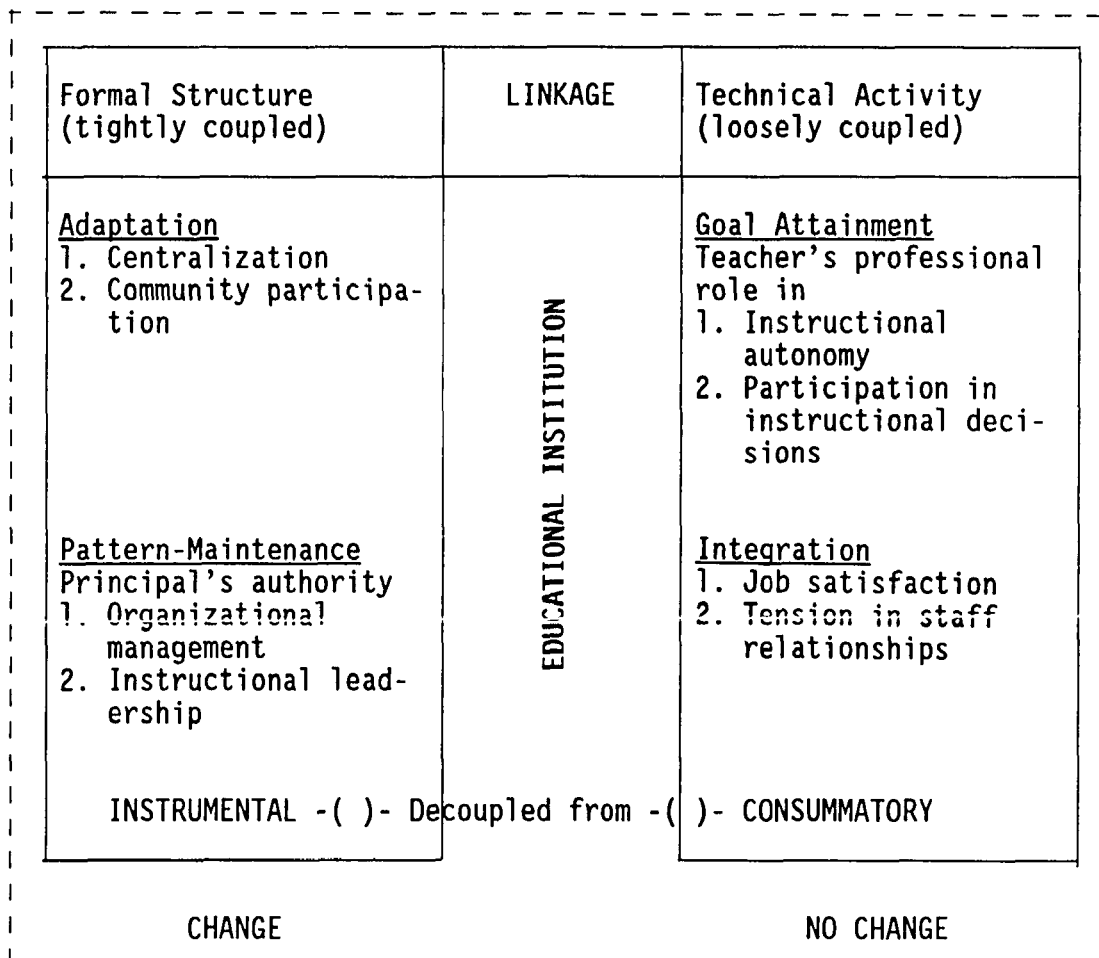 Formal Structure
(tightly coupled)
LINKAGE
Technical Activity
(loosely coupled)
Adaptation
1. Centralization
2. Community participa-
tion
Pattern-Maintenance
Principal's authority
1. Organizational
management
2. Instructional lead-
ership
EDUCATIONAL INSTITUTION
Goal Attainment
Teacher's professional
role in
1. Instructional
autonomy
2. Participation in
instructional deci-
sions
Integration
1. Job satisfaction
2. Tension in staff
relationships
INSTRUMENTAL -( )- Decoupled from -( )- CONSUMMATORY
CHANGE
NO CHANGE